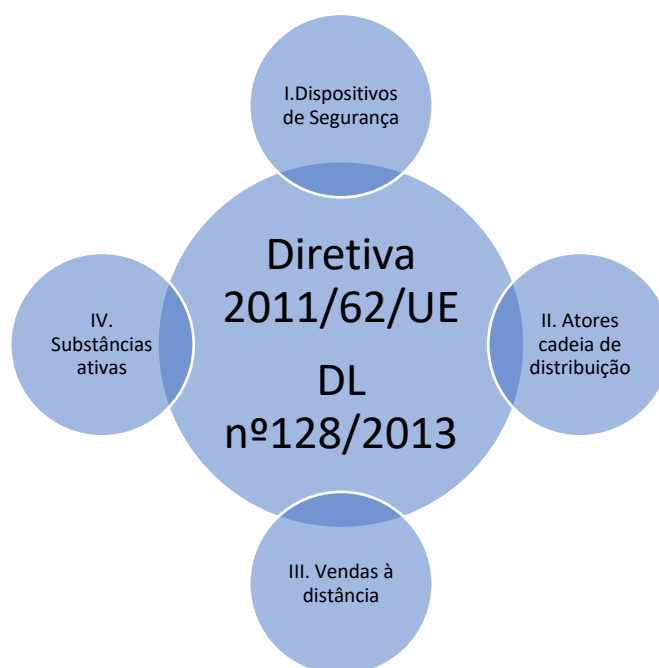 I.Dispositivos
de Segurança
Diretiva
2011/62/UE
DL
nº128/2013
II. Atores
cadeia de
distribuição
III. Vendas à
distância
IV.
Substâncias
ativas